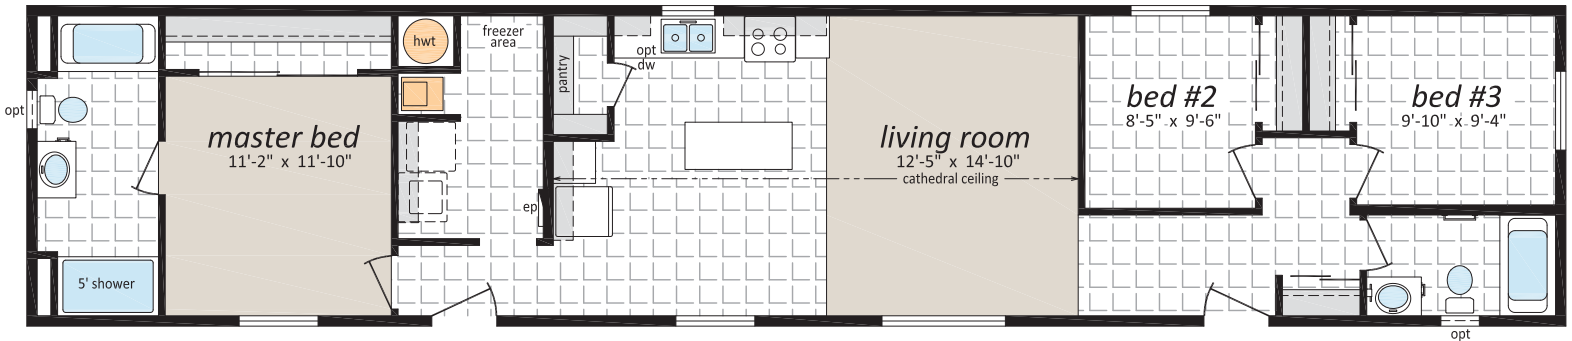 opt
5' shower
master bed
11'-2" x 11'-10"
hwt
freezer
area
pantry
opt
dw
ep
living room
12'-5" x 14'-10"
cathedral ceiling
bed #2
8'-5" x 9'-6"
bed #3
9'-10" x 9'-4"
opt